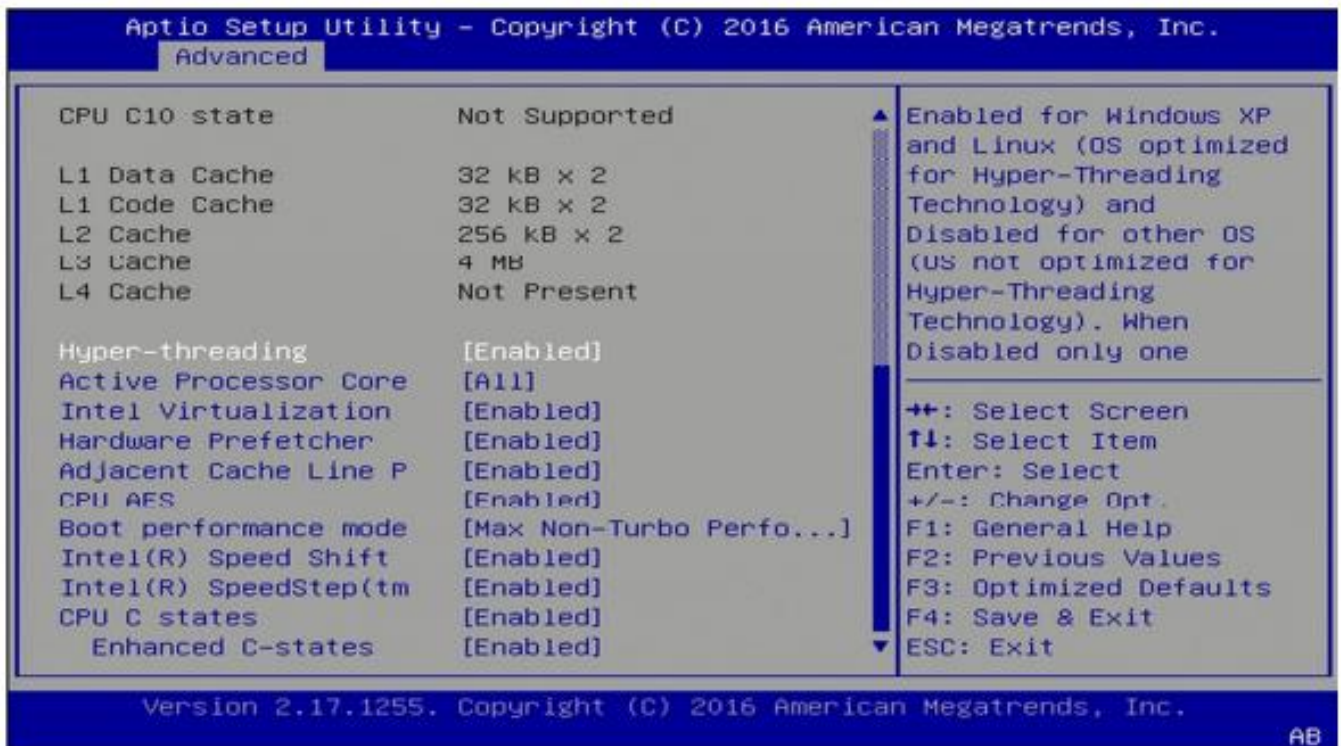 Aptio Setup Utility – Copyright (C) 2016 American Megatrends, Inc.
Advanced
CPU C10 state Not Supported
L1 Data Cache 32 kB x 2
L1 Code Cache 32 kB x 2
L2 Cache 256 kB x 2
L3 Cache 4 MB
L4 Cache Not Present
Hyper-threading [Enabled]
Active Processor Core [All]
Intel Virtualization [Enabled]
Hardware Prefetcher [Enabled]
Adjacent Cache Line P [Enabled]
CPU AES [Enabled]
Boot performance mode [Max Non-Turbo Perfo...]
Intel(R) Speed Shift [Enabled]
Intel(R) SpeedStep(tm [Enabled]
CPU C states [Enabled]
Enhanced C-states [Enabled]
Enabled for Windows XP
and Linux (OS optimized
for Hyper-Threading
Technology) and
Disabled for other OS
(OS not optimized for
Hyper-Threading
Technology). When
Disabled only one
→←: Select Screen
↑↓: Select Item
Enter: Select
+/-: Change Opt.
F1: General Help
F2: Previous Values
F3: Optimized Defaults
F4: Save & Exit
ESC: Exit
Version 2.17.1255. Copyright (C) 2016 American Megatrends, Inc.
AB